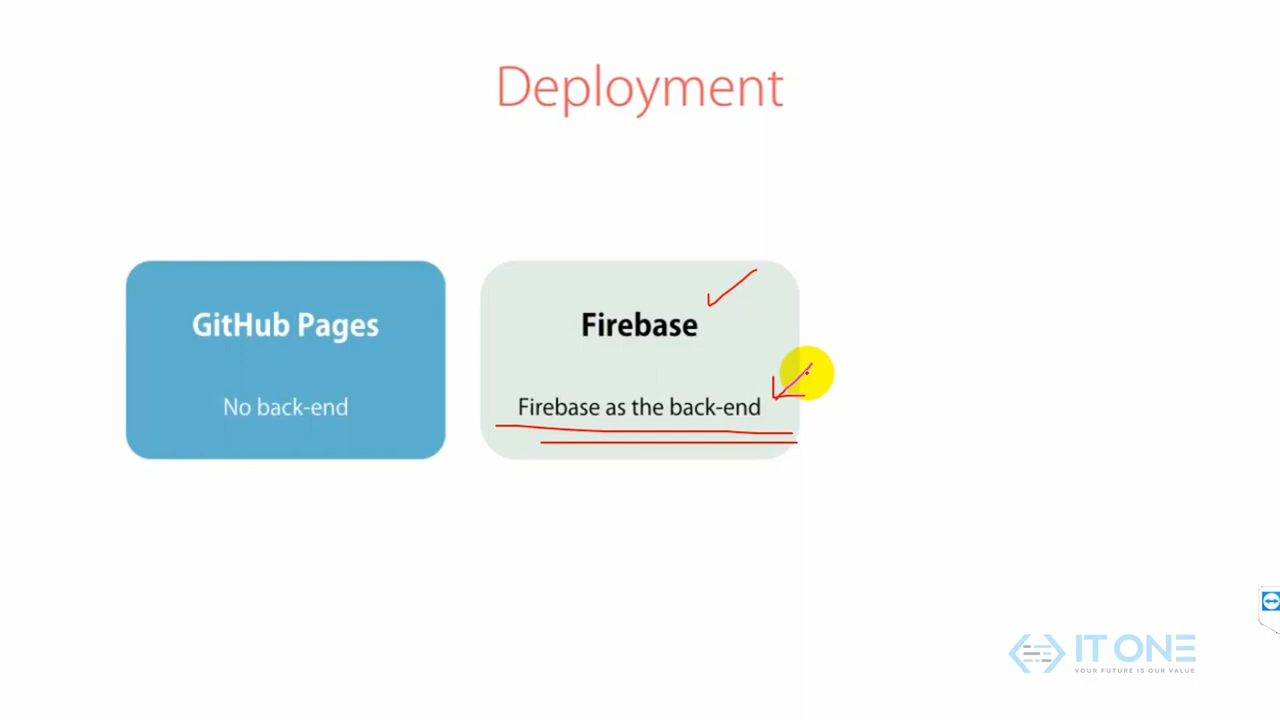 Deployment
GitHub Pages
No back-end
Firebase
Firebase as the back-end
IT ONE
YOUR FUTURE IS OUR VALUE